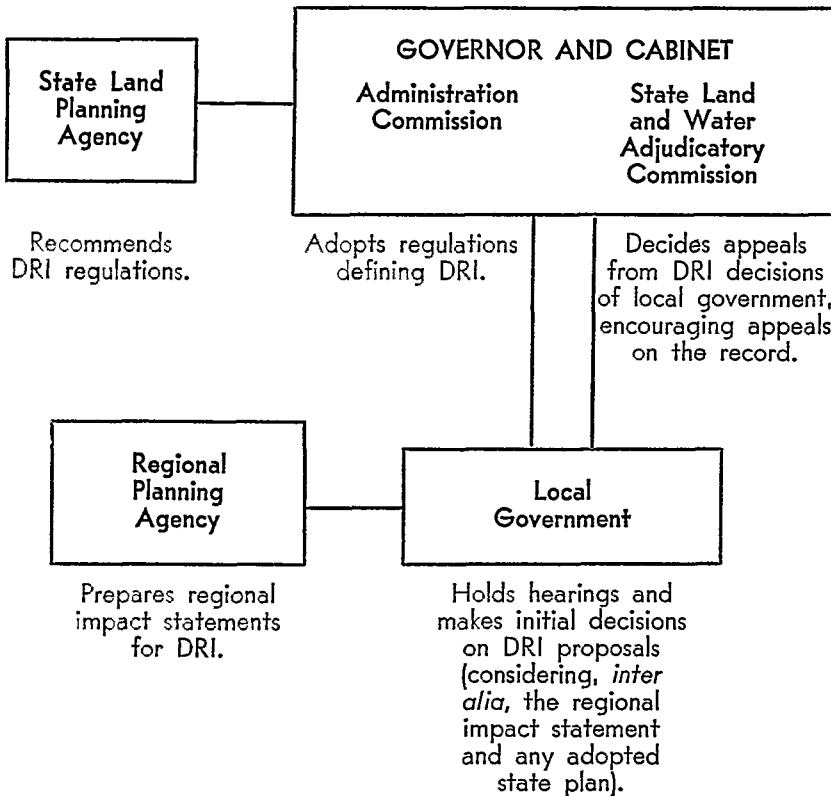 GOVERNOR AND CABINET
State Land
Planning
Agency
Administration
Commission
State Land
and Water
Adjudicatory
Commission
Recommends
DRI regulations.
Adopts regulations
defining DRI.
Decides appeals
from DRI decisions
of local government,
encouraging appeals
on the record.
Regional
Planning
Agency
Local
Government
Prepares regional
impact statements
for DRI.
Holds hearings and
makes initial decisions
on DRI proposals
(considering, inter
alia, the regional
impact statement
and any adopted
state plan).